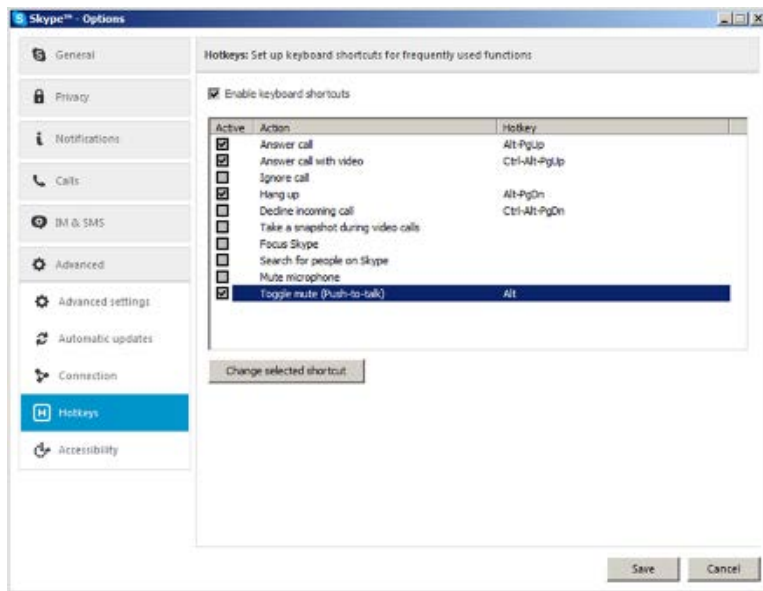 Skype™ - Options
General
Privacy
Notifications
Calls
IM & SMS
Advanced
Advanced settings
Automatic updates
Connection
Hotkeys
Accessibility
Hotkeys: Set up keyboard shortcuts for frequently used functions
Enable keyboard shortcuts
Active Action Hotkey
Answer call Alt-PgUp
Answer call with video Ctrl-Alt-PgUp
Ignore call
Hang up Alt-PgDn
Decline incoming call Ctrl-Alt-PgDn
Take a snapshot during video calls
Focus Skype
Search for people on Skype
Mute microphone
Toggle mute (Push-to-talk) Alt
Change selected shortcut
Save Cancel